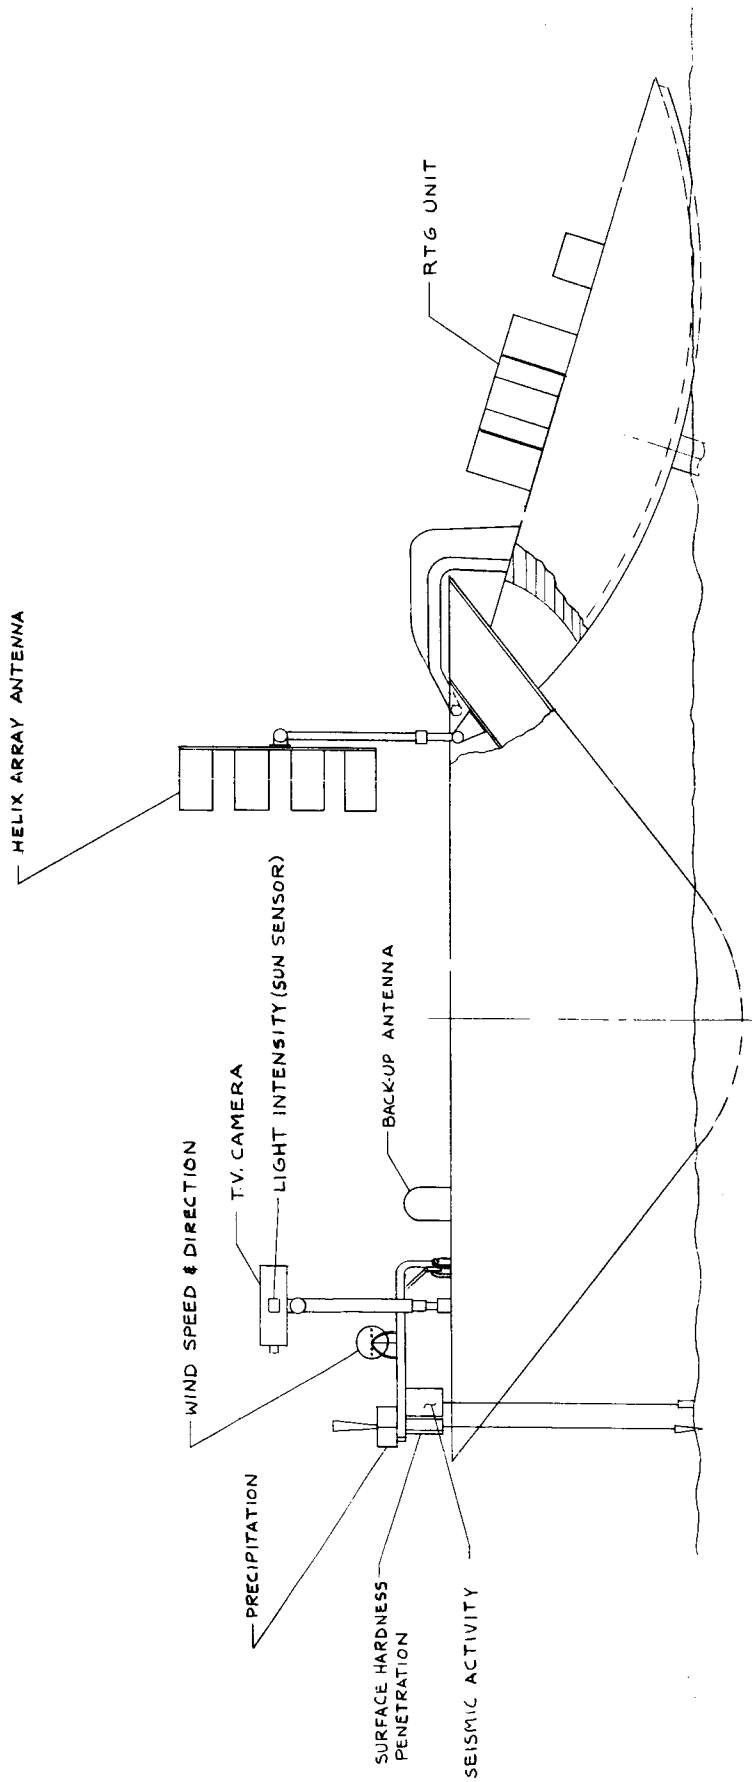 HELIX ARRAY ANTENNA
RTG UNIT
LIGHT INTENSITY (SUN SENSOR)
T.V. CAMERA
BACK-UP ANTENNA
WIND SPEED & DIRECTION
PRECIPITATION
SURFACE HARDNESS
PENETRATION
SEISMIC ACTIVITY